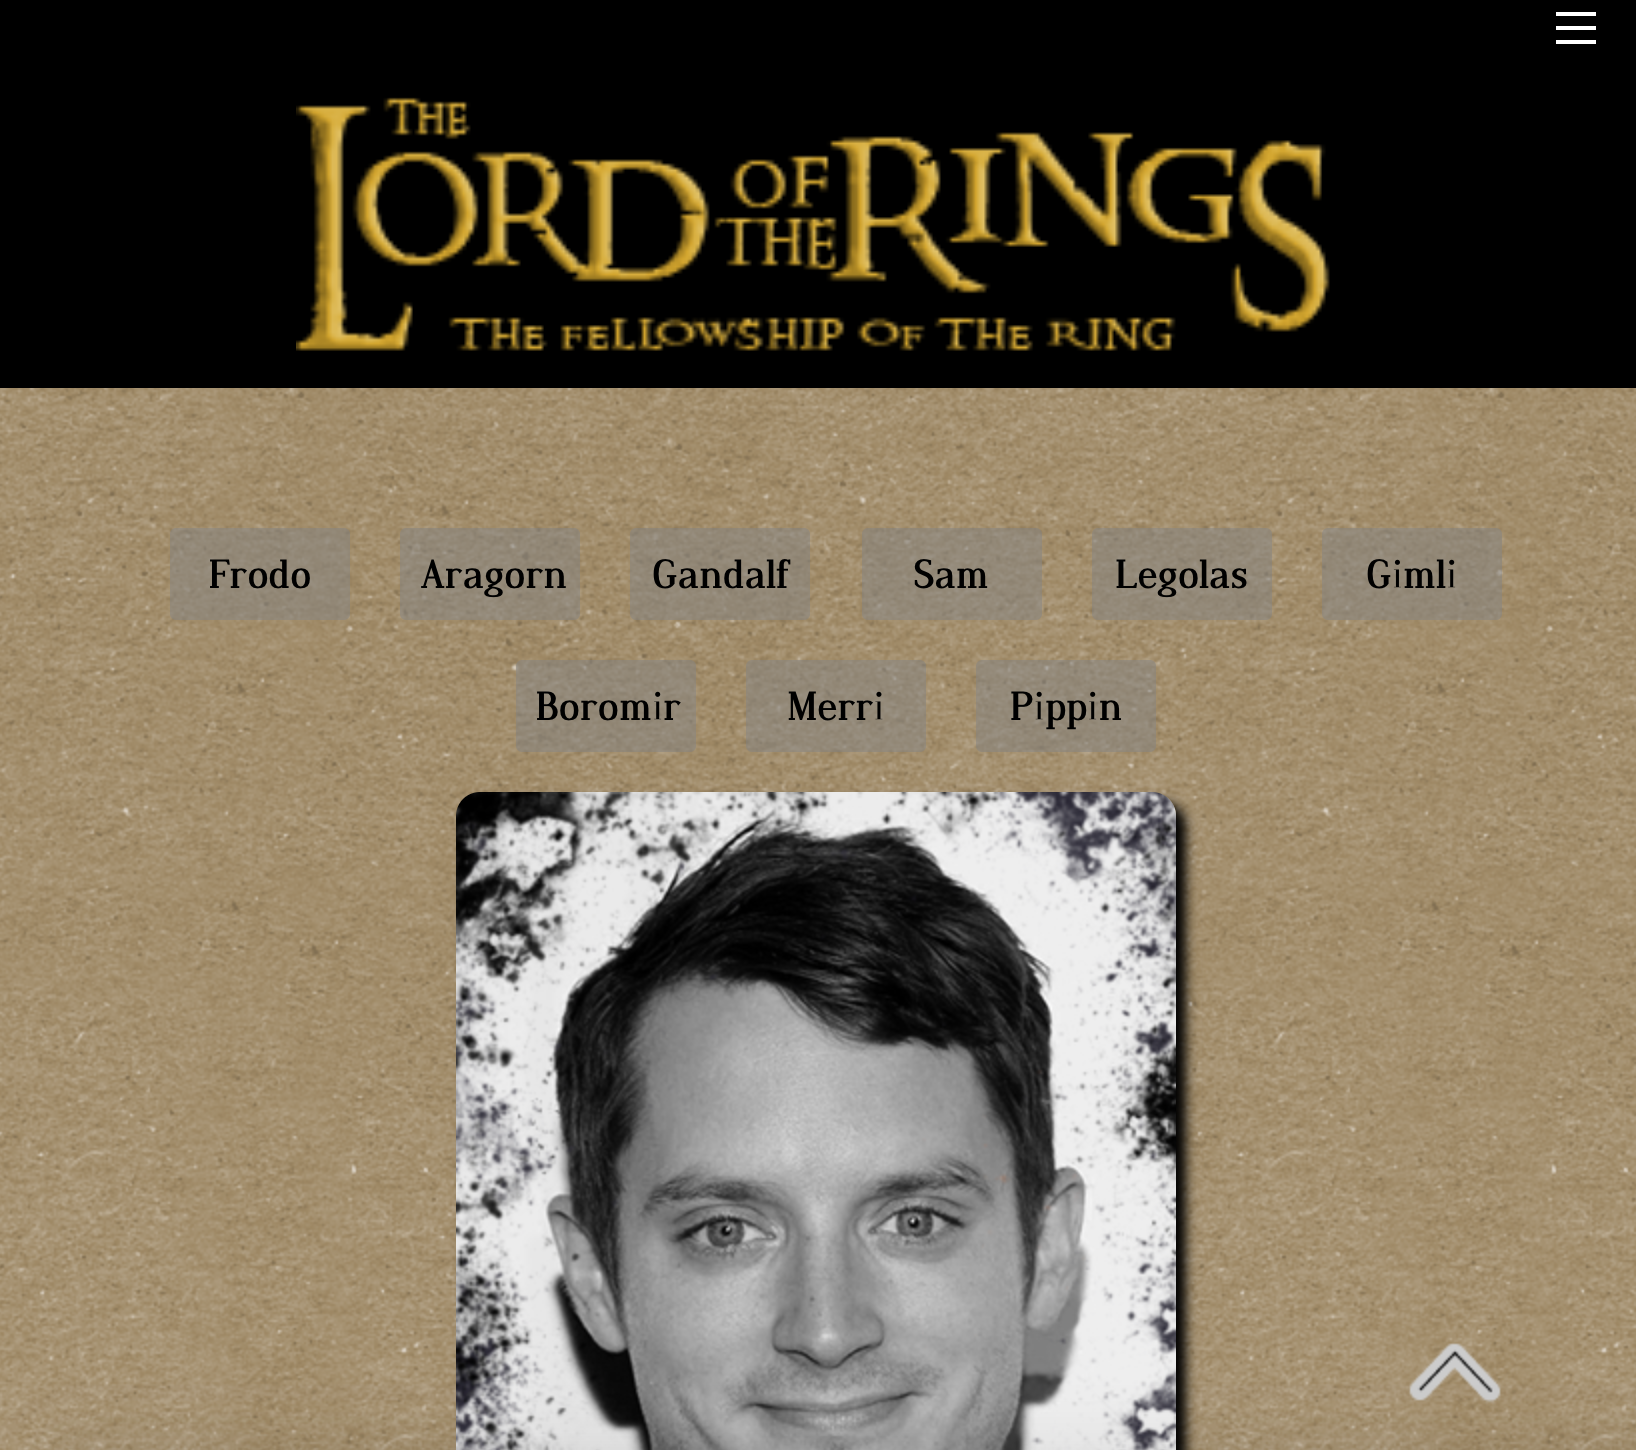 THE
LORD OF THE RINGS
THE FELLOWSHIP OF THE RING
Frodo Aragorn Gandalf Sam Legolas Gimli
Boromir Merri Pippin